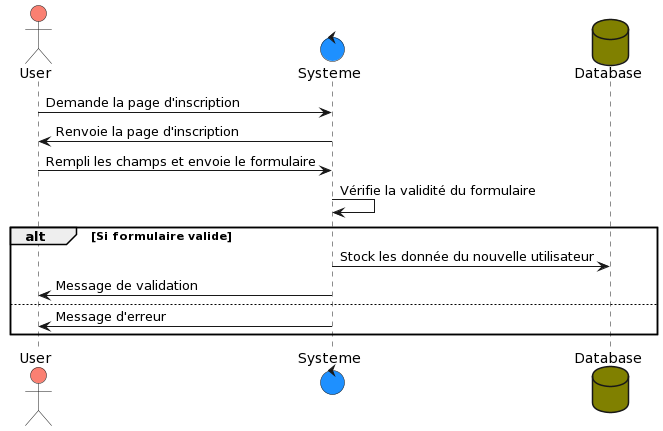 User
Systeme
Database
Demande la page d'inscription
Renvoie la page d'inscription
Rempli les champs et envoie le formulaire
Vérifie la validité du formulaire
alt [Si formulaire valide]
Stock les donnée du nouvelle utilisateur
Message de validation
Message d'erreur
User
Systeme
Database